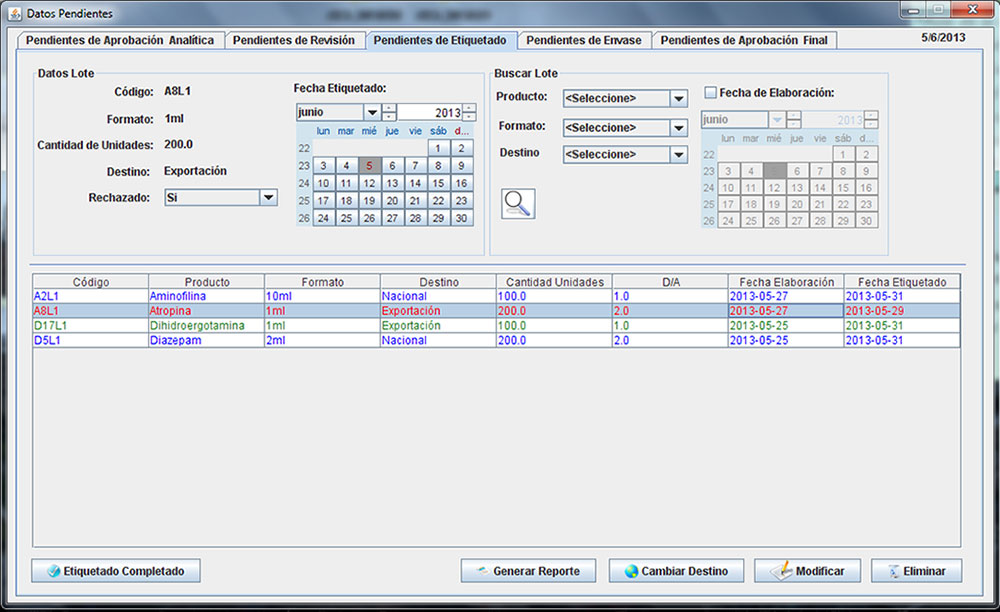 Datos Pendientes
Pendientes de Aprobación Analítica Pendientes de Revisión Pendientes de Etiquetado Pendientes de Envase Pendientes de Aprobación Final 5/6/2013
Datos Lote
Código: A8L1
Formato: 1ml
Cantidad de Unidades: 200.0
Destino: Exportación
Rechazado: Si
Fecha Etiquetado:
junio 2013
lun mar mié jue vie sáb d...
22 1 2
23 3 4 5 6 7 8 9
24 10 11 12 13 14 15 16
25 17 18 19 20 21 22 23
26 24 25 26 27 28 29 30
Buscar Lote
Producto: <Seleccione>
Formato: <Seleccione>
Destino <Seleccione>
Fecha de Elaboración:
junio 2013
lun mar mié jue vie sáb d...
22 1 2
23 3 4 5 6 7 8 9
24 10 11 12 13 14 15 16
25 17 18 19 20 21 22 23
26 24 25 26 27 28 29 30
Código Producto Formato Destino Cantidad Unidades D/A Fecha Elaboración Fecha Etiquetado
A2L1 Aminofilina 10ml Nacional 100.0 1.0 2013-05-27 2013-05-31
A8L1 Atropina 1ml Exportación 200.0 2.0 2013-05-27 2013-05-29
D17L1 Dihidroergotamina 1ml Exportación 100.0 1.0 2013-05-25 2013-05-31
D5L1 Diazepam 2ml Nacional 200.0 2.0 2013-05-25 2013-05-31
Etiquetado Completado Generar Reporte Cambiar Destino Modificar Eliminar